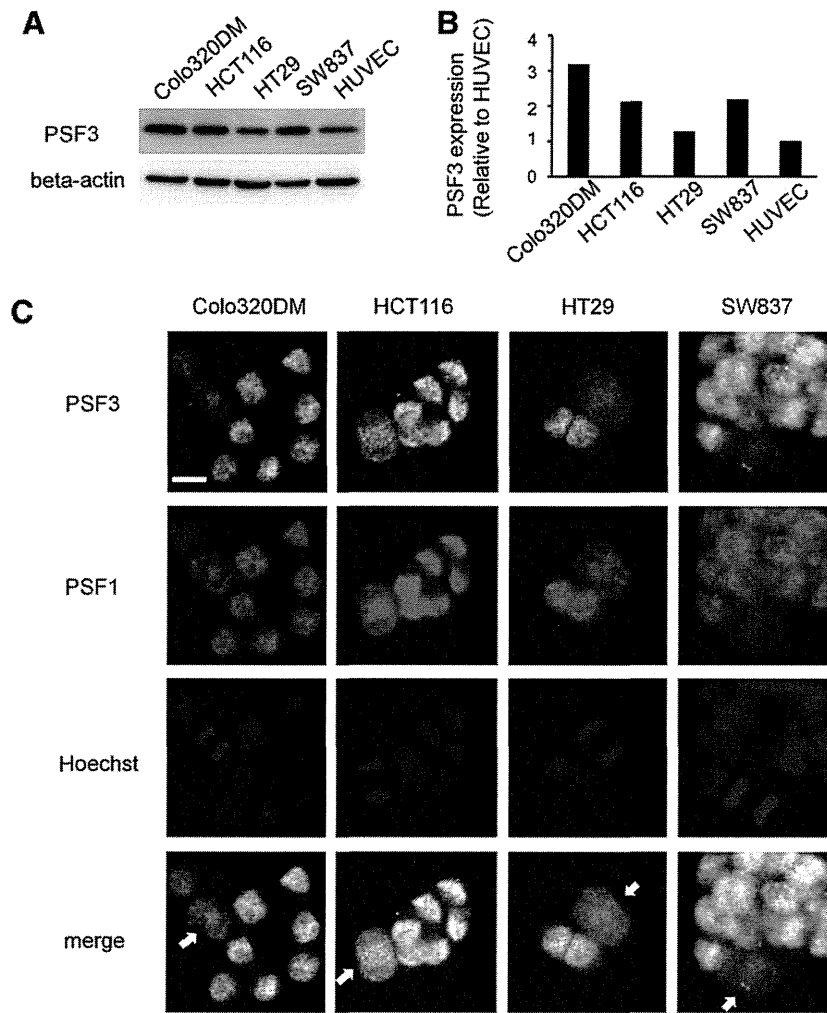 A
Colo320DM
HCT116
HT29
SW837
HUVEC
PSF3
beta-actin
B
PSF3 expression
(Relative to HUVEC)
4
3
2
1
0
Colo320DM
HCT116
HT29
SW837
HUVEC
C
Colo320DM HCT116 HT29 SW837
PSF3
PSF1
Hoechst
merge